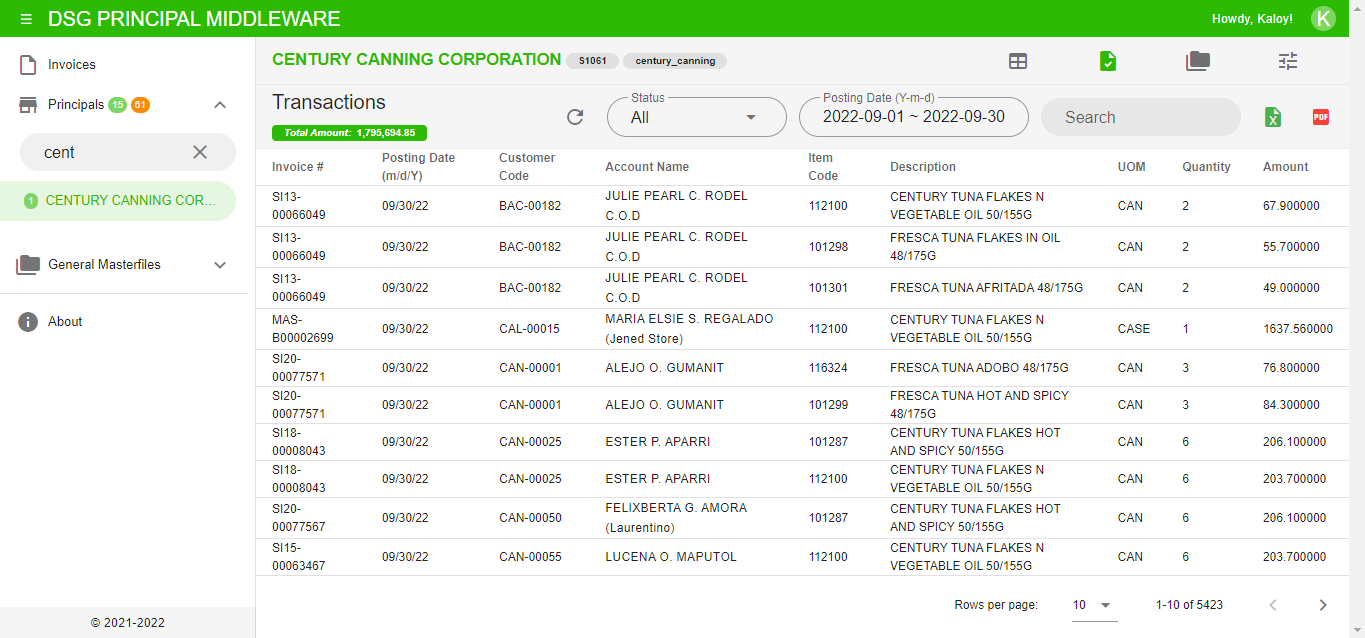 DSG PRINCIPAL MIDDLEWARE
Howdy, Kaloy!
K
Invoices
Principals 15 61
cent
1 CENTURY CANNING COR...
General Masterfiles
About
© 2021-2022
CENTURY CANNING CORPORATION S1061 century_canning
Transactions
Total Amount: 1,795,694.85
Status
All
Posting Date (Y-m-d)
2022-09-01 ~ 2022-09-30
Search
X
PDF
Invoice # Posting Date (m/d/Y) Customer Code Account Name Item Code Description UOM Quantity Amount
SI13-00066049 09/30/22 BAC-00182 JULIE PEARL C. RODEL C.O.D 112100 CENTURY TUNA FLAKES N VEGETABLE OIL 50/155G CAN 2 67.900000
SI13-00066049 09/30/22 BAC-00182 JULIE PEARL C. RODEL C.O.D 101298 FRESCA TUNA FLAKES IN OIL 48/175G CAN 2 55.700000
SI13-00066049 09/30/22 BAC-00182 JULIE PEARL C. RODEL C.O.D 101301 FRESCA TUNA AFRITADA 48/175G CAN 2 49.000000
MAS-B00002699 09/30/22 CAL-00015 MARIA ELSIE S. REGALADO (Jened Store) 112100 CENTURY TUNA FLAKES N VEGETABLE OIL 50/155G CASE 1 1637.560000
SI20-00077571 09/30/22 CAN-00001 ALEJO O. GUMANIT 116324 FRESCA TUNA ADOBO 48/175G CAN 3 76.800000
SI20-00077571 09/30/22 CAN-00001 ALEJO O. GUMANIT 101299 FRESCA TUNA HOT AND SPICY 48/175G CAN 3 84.300000
SI18-00008043 09/30/22 CAN-00025 ESTER P. APARRI 101287 CENTURY TUNA FLAKES HOT AND SPICY 50/155G CAN 6 206.100000
SI18-00008043 09/30/22 CAN-00025 ESTER P. APARRI 112100 CENTURY TUNA FLAKES N VEGETABLE OIL 50/155G CAN 6 203.700000
SI20-00077567 09/30/22 CAN-00050 FELIXBERTA G. AMORA (Laurentino) 101287 CENTURY TUNA FLAKES HOT AND SPICY 50/155G CAN 6 206.100000
SI15-00063467 09/30/22 CAN-00055 LUCENA O. MAPUTOL 112100 CENTURY TUNA FLAKES N VEGETABLE OIL 50/155G CAN 6 203.700000
Rows per page: 10 1-10 of 5423